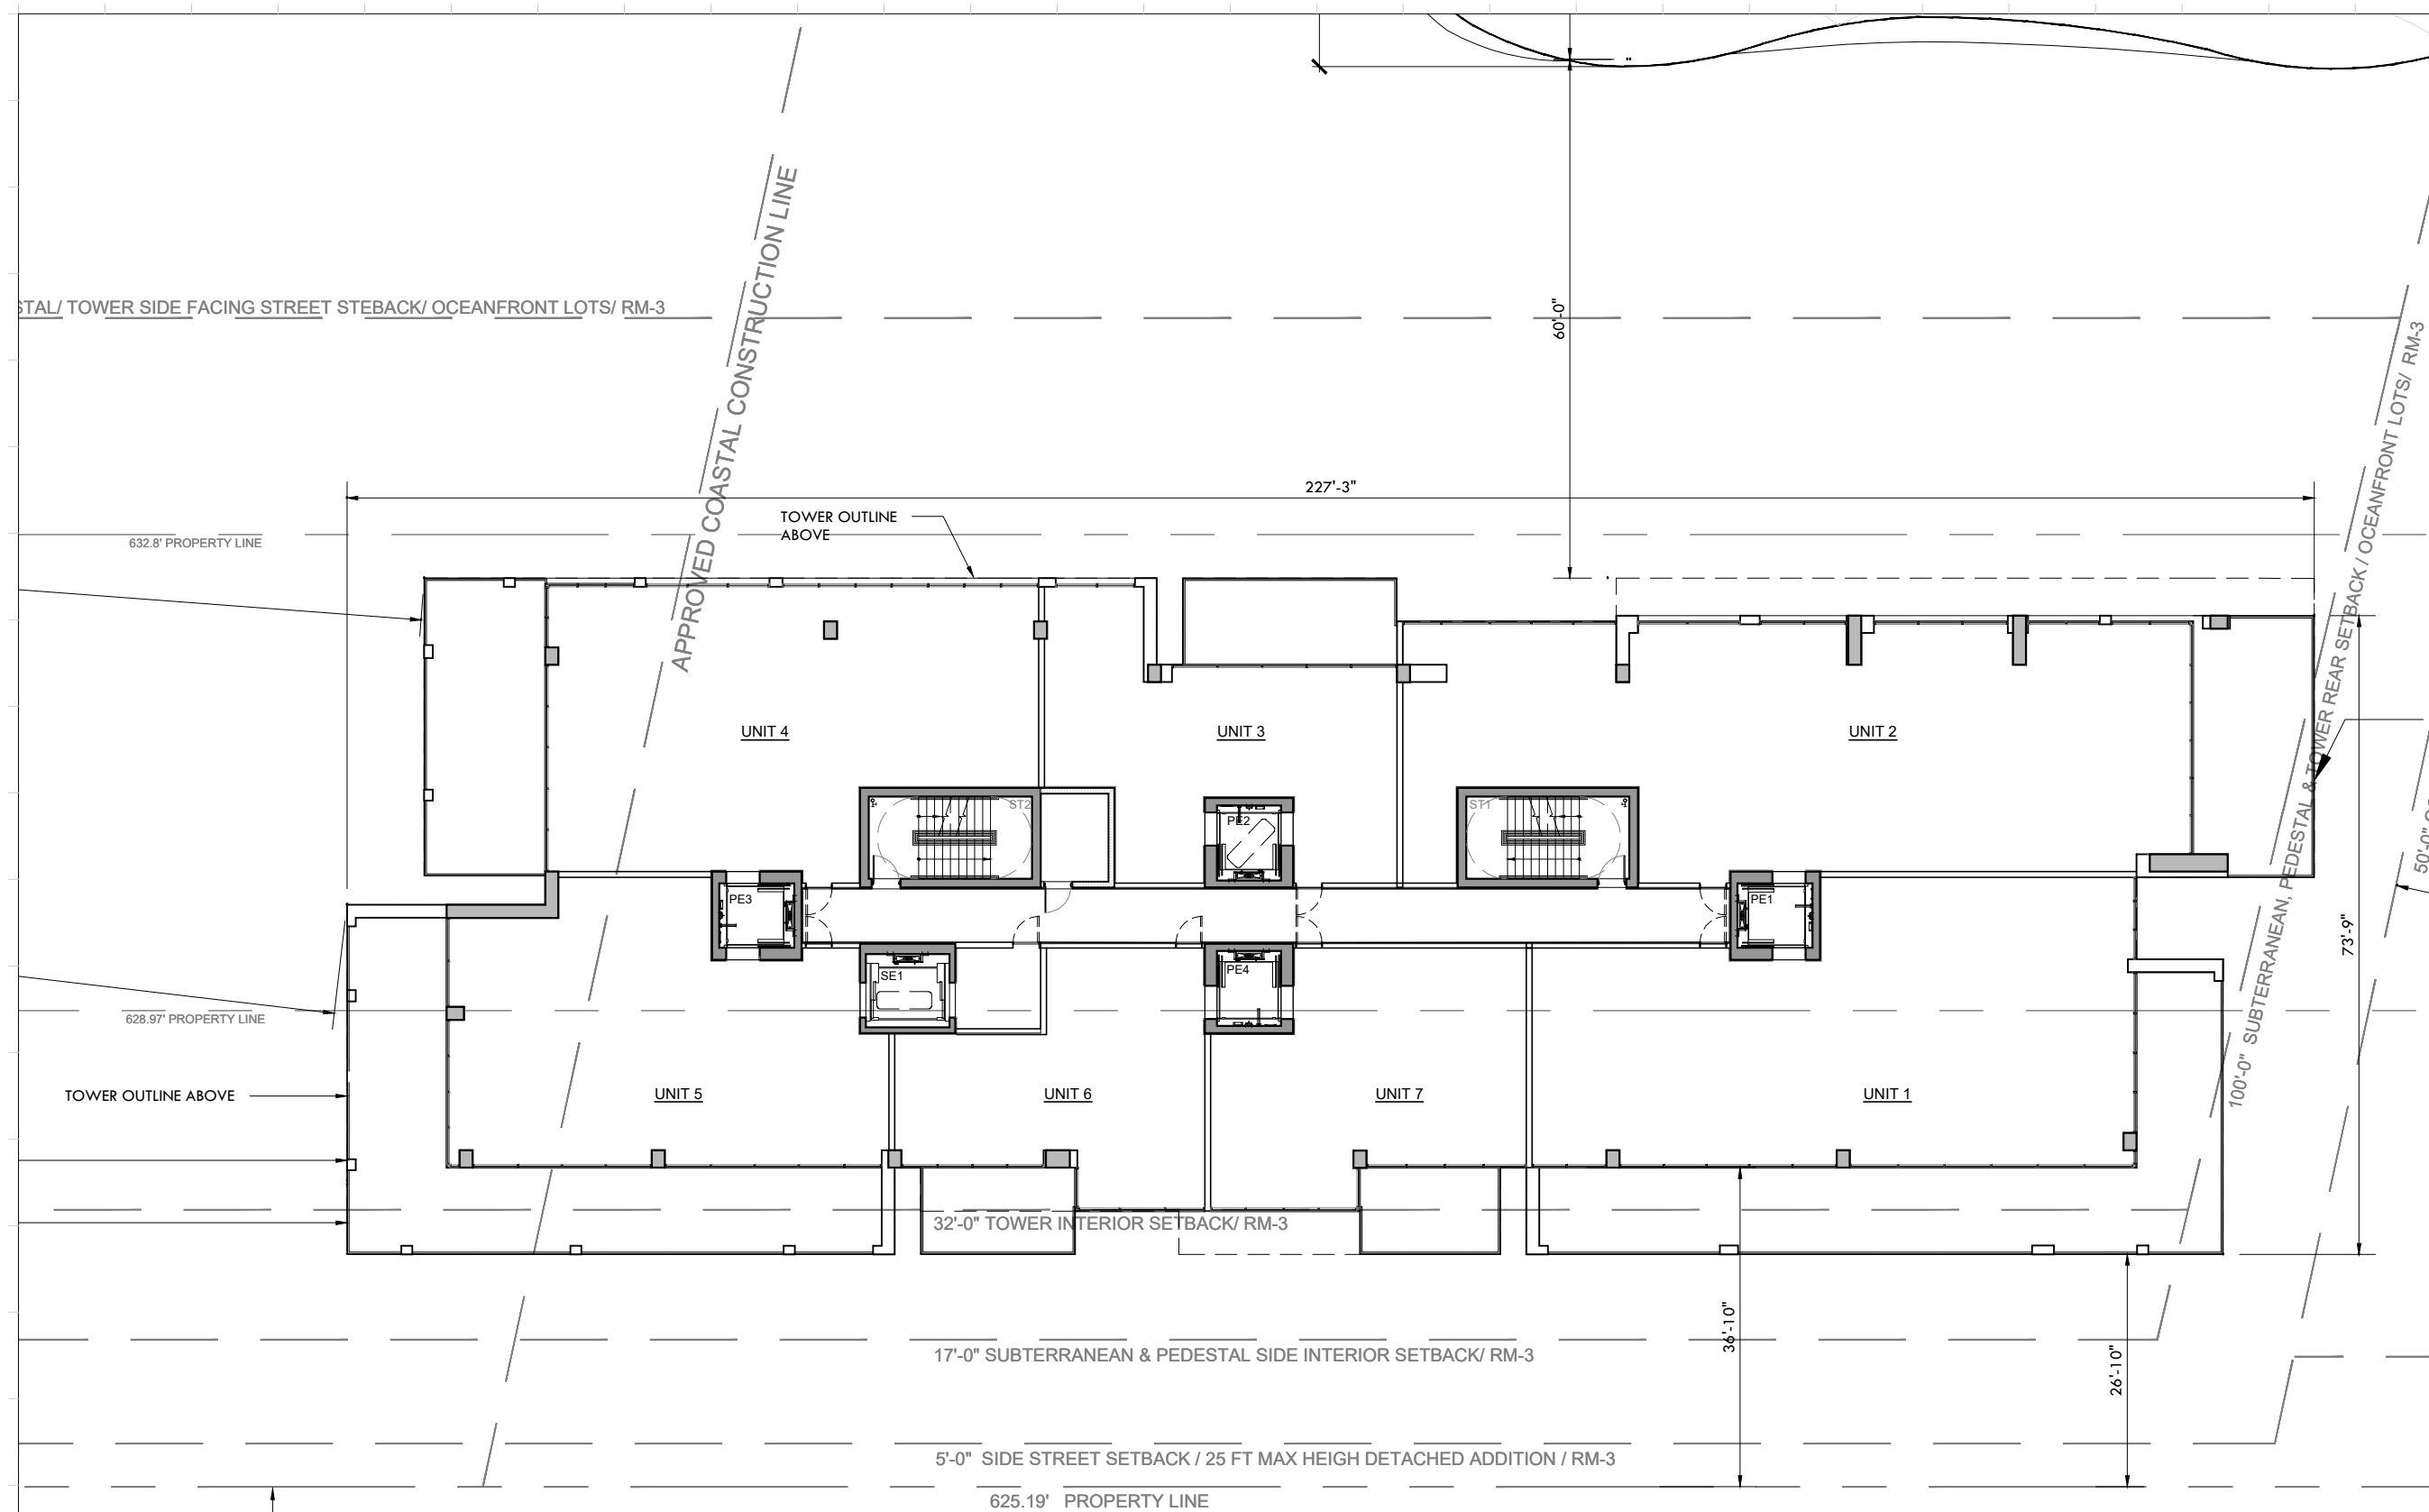 "
60'-0"
STAL/ TOWER SIDE FACING STREET STEBACK/ OCEANFRONT LOTS/ RM-3
APPROVED COASTAL CONSTRUCTION LINE
227'-3"
TOWER OUTLINE
ABOVE
632.8' PROPERTY LINE
100'-0" SUBTERRANEAN, PEDESTAL & TOWER REAR SETBACK / OCEANFRONT LOTS/ RM-3
UNIT 4
UNIT 3
UNIT 2
ST2
PE2
ST1
50'-0"
PE3
PE1
73'-9"
SE1
PE4
628.97' PROPERTY LINE
TOWER OUTLINE ABOVE
UNIT 5
UNIT 6
UNIT 7
UNIT 1
32'-0" TOWER INTERIOR SETBACK/ RM-3
36'-10"
17'-0" SUBTERRANEAN & PEDESTAL SIDE INTERIOR SETBACK/ RM-3
26'-10"
5'-0" SIDE STREET SETBACK / 25 FT MAX HEIGH DETACHED ADDITION / RM-3
625.19' PROPERTY LINE